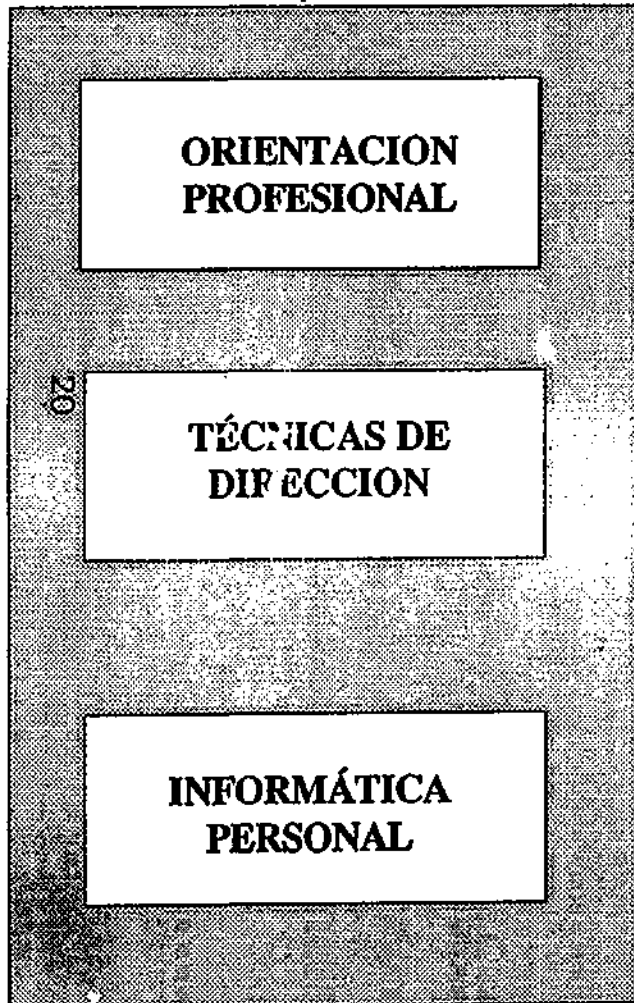 ORIENTACION
PROFESIONAL
20
TÉCNICAS DE
DIRECCION
INFORMÁTICA
PERSONAL